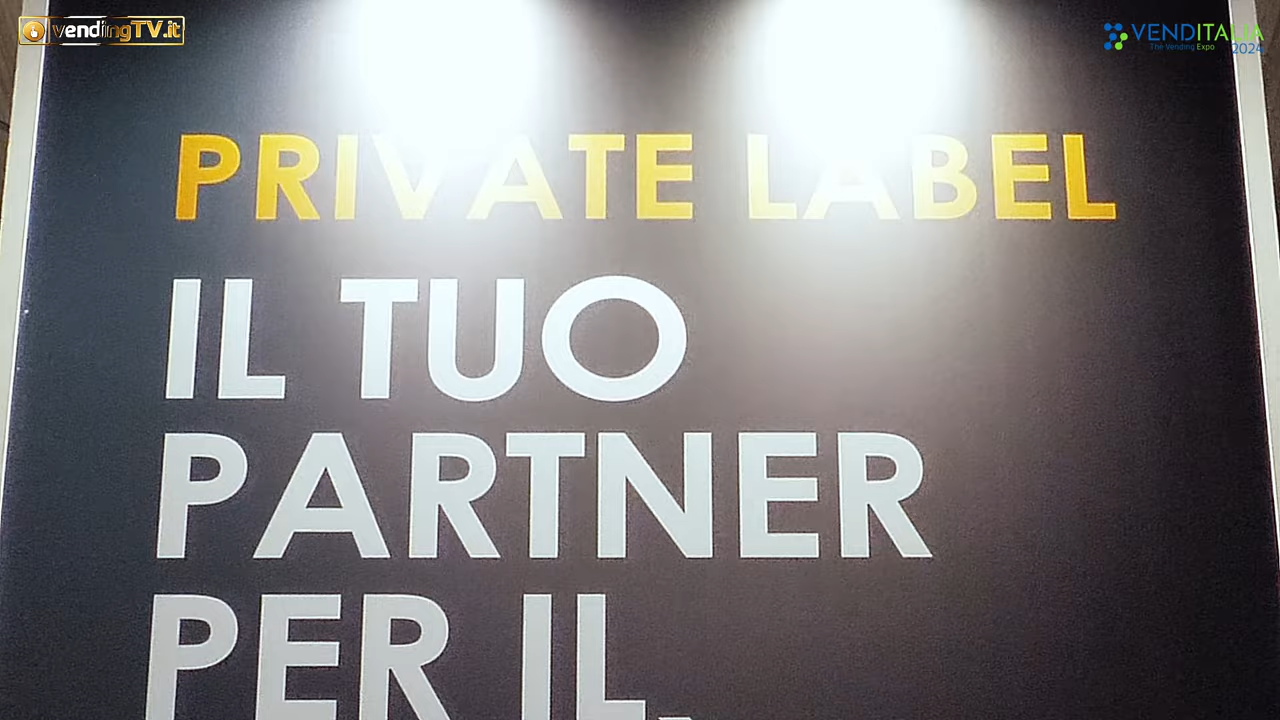 vendingTV.it
VENDITALIA
The Vending Expo
2024
PRIVATE LABEL
IL TUO
PARTNER
PER IL